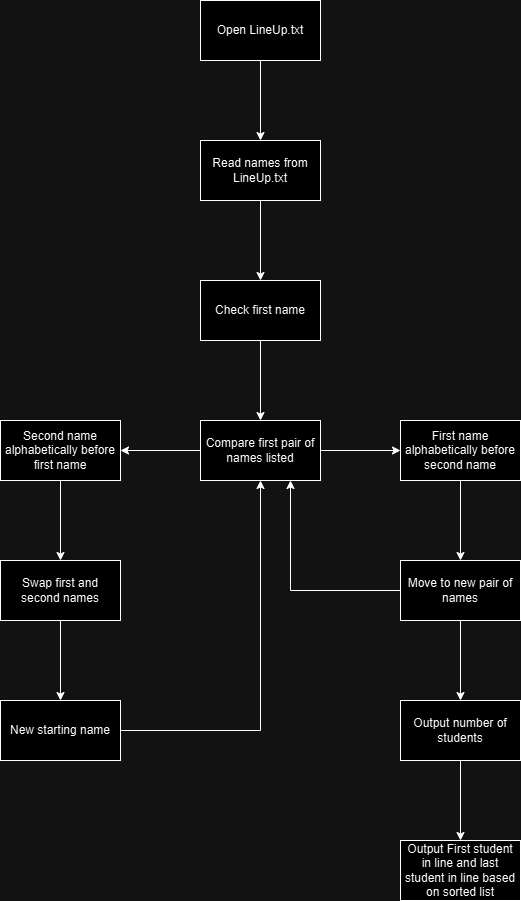 Open LineUp.txt
Read names from
LineUp.txt
Check first name
Second name
alphabetically before
first name
Compare first pair of
names listed
First name
alphabetically before
second name
Swap first and
second names
Move to new pair of
names
New starting name
Output number of
students
Output First student
in line and last
student in line based
on sorted list